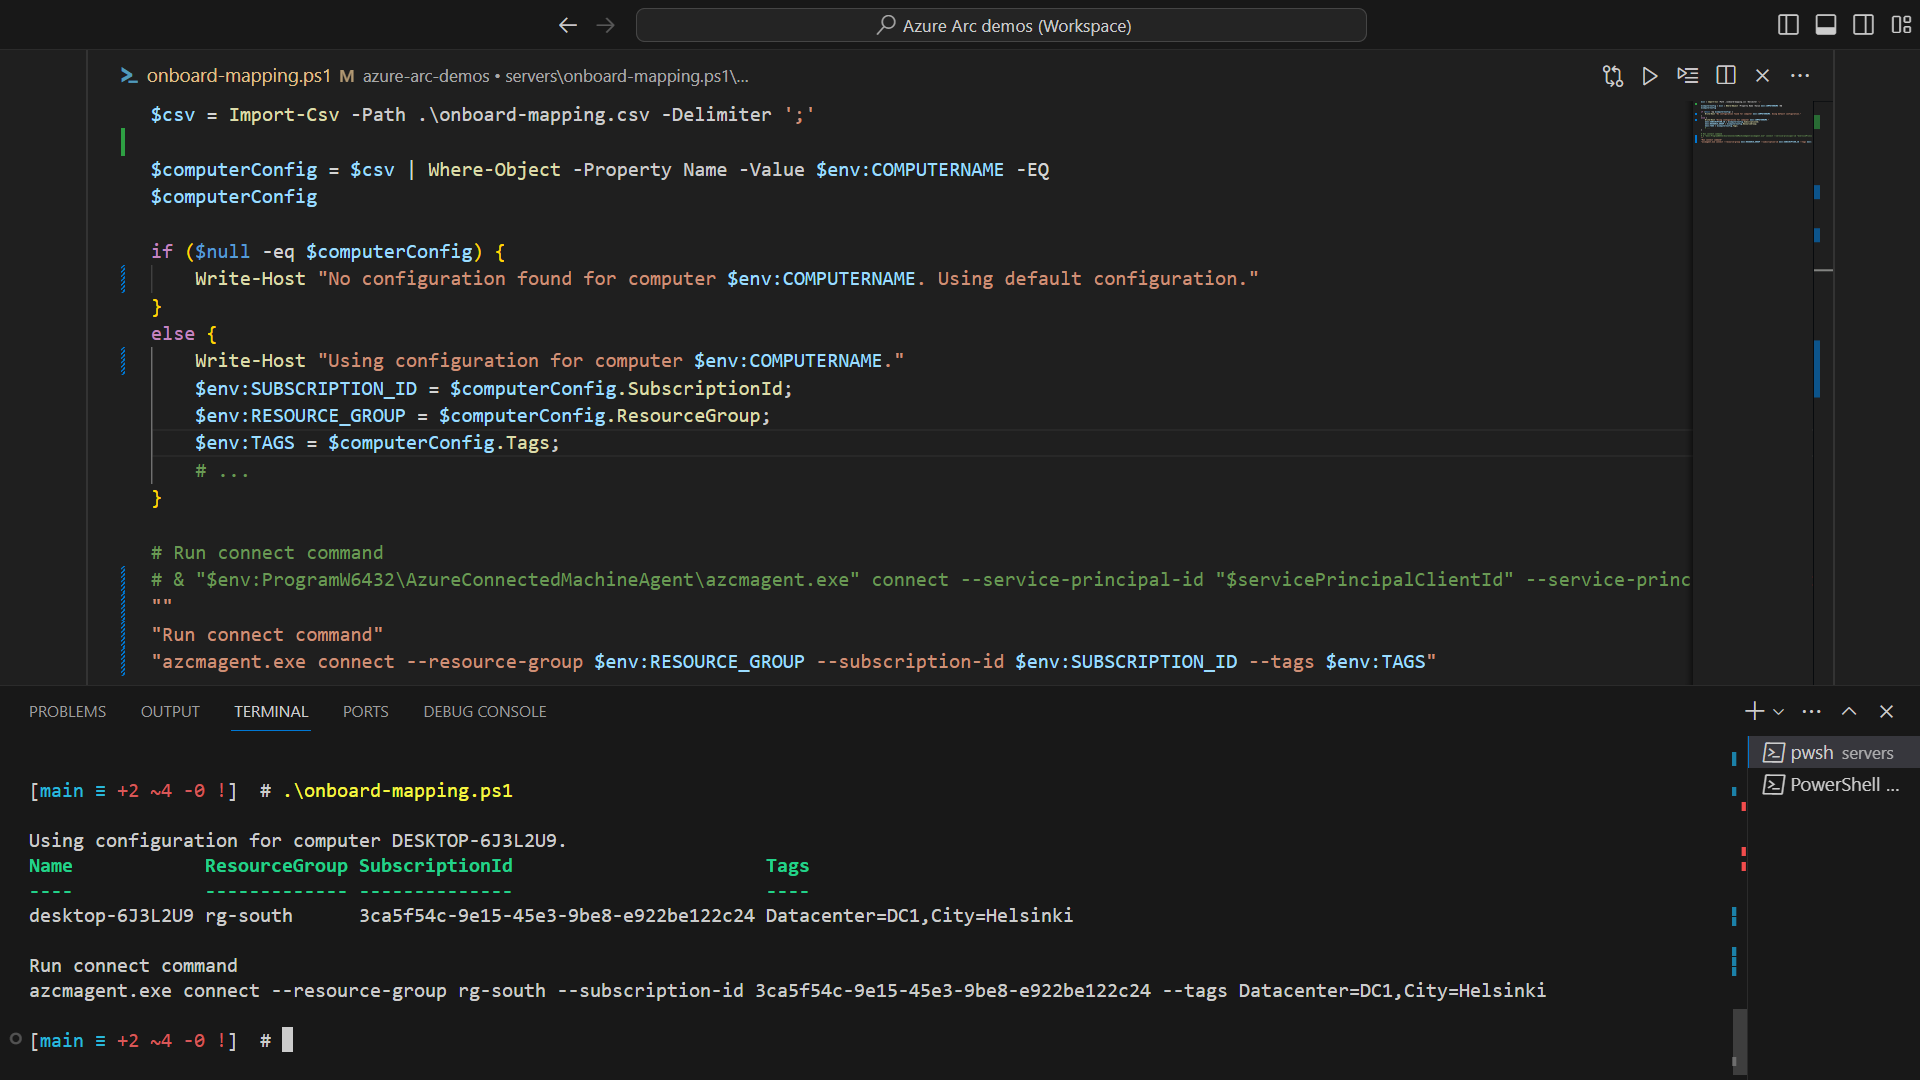 Azure Arc demos (Workspace)
onboard-mapping.ps1 M azure-arc-demos • servers\onboard-mapping.ps1\...
$csv = Import-Csv -Path .\onboard-mapping.csv -Delimiter ';'
$computerConfig = $csv | Where-Object -Property Name -Value $env:COMPUTERNAME -EQ
$computerConfig
if ($null -eq $computerConfig) {
    Write-Host "No configuration found for computer $env:COMPUTERNAME. Using default configuration."
}
else {
    Write-Host "Using configuration for computer $env:COMPUTERNAME."
    $env:SUBSCRIPTION_ID = $computerConfig.SubscriptionId;
    $env:RESOURCE_GROUP = $computerConfig.ResourceGroup;
    $env:TAGS = $computerConfig.Tags;
    # ...
}
# Run connect command
# & "$env:ProgramW6432\AzureConnectedMachineAgent\azcmagent.exe" connect --service-principal-id "$servicePrincipalClientId" --service-princ
""
"Run connect command"
"azcmagent.exe connect --resource-group $env:RESOURCE_GROUP --subscription-id $env:SUBSCRIPTION_ID --tags $env:TAGS"
PROBLEMS OUTPUT TERMINAL PORTS DEBUG CONSOLE
pwsh servers
PowerShell ...
[main ≡ +2 ~4 -0 !] # .\onboard-mapping.ps1
Using configuration for computer DESKTOP-6J3L2U9.
Name ResourceGroup SubscriptionId Tags
---- ------------- -------------- ----
desktop-6J3L2U9 rg-south 3ca5f54c-9e15-45e3-9be8-e922be122c24 Datacenter=DC1,City=Helsinki
Run connect command
azcmagent.exe connect --resource-group rg-south --subscription-id 3ca5f54c-9e15-45e3-9be8-e922be122c24 --tags Datacenter=DC1,City=Helsinki
[main ≡ +2 ~4 -0 !] #